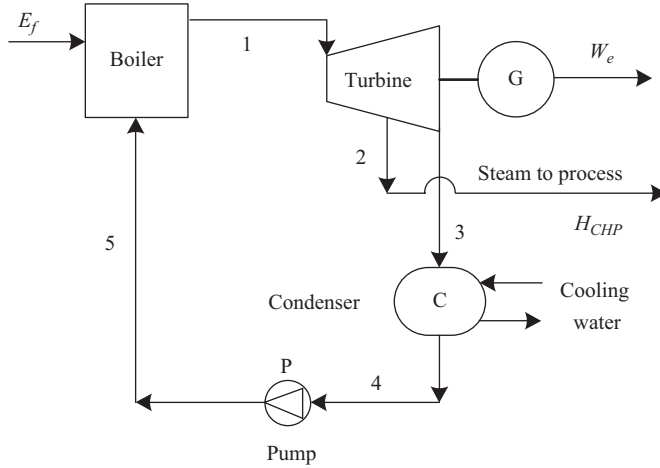 E_f
Boiler
1
Turbine
G
W_e
2
Steam to process
H_CHP
3
5
Condenser
C
Cooling
water
P
4
Pump